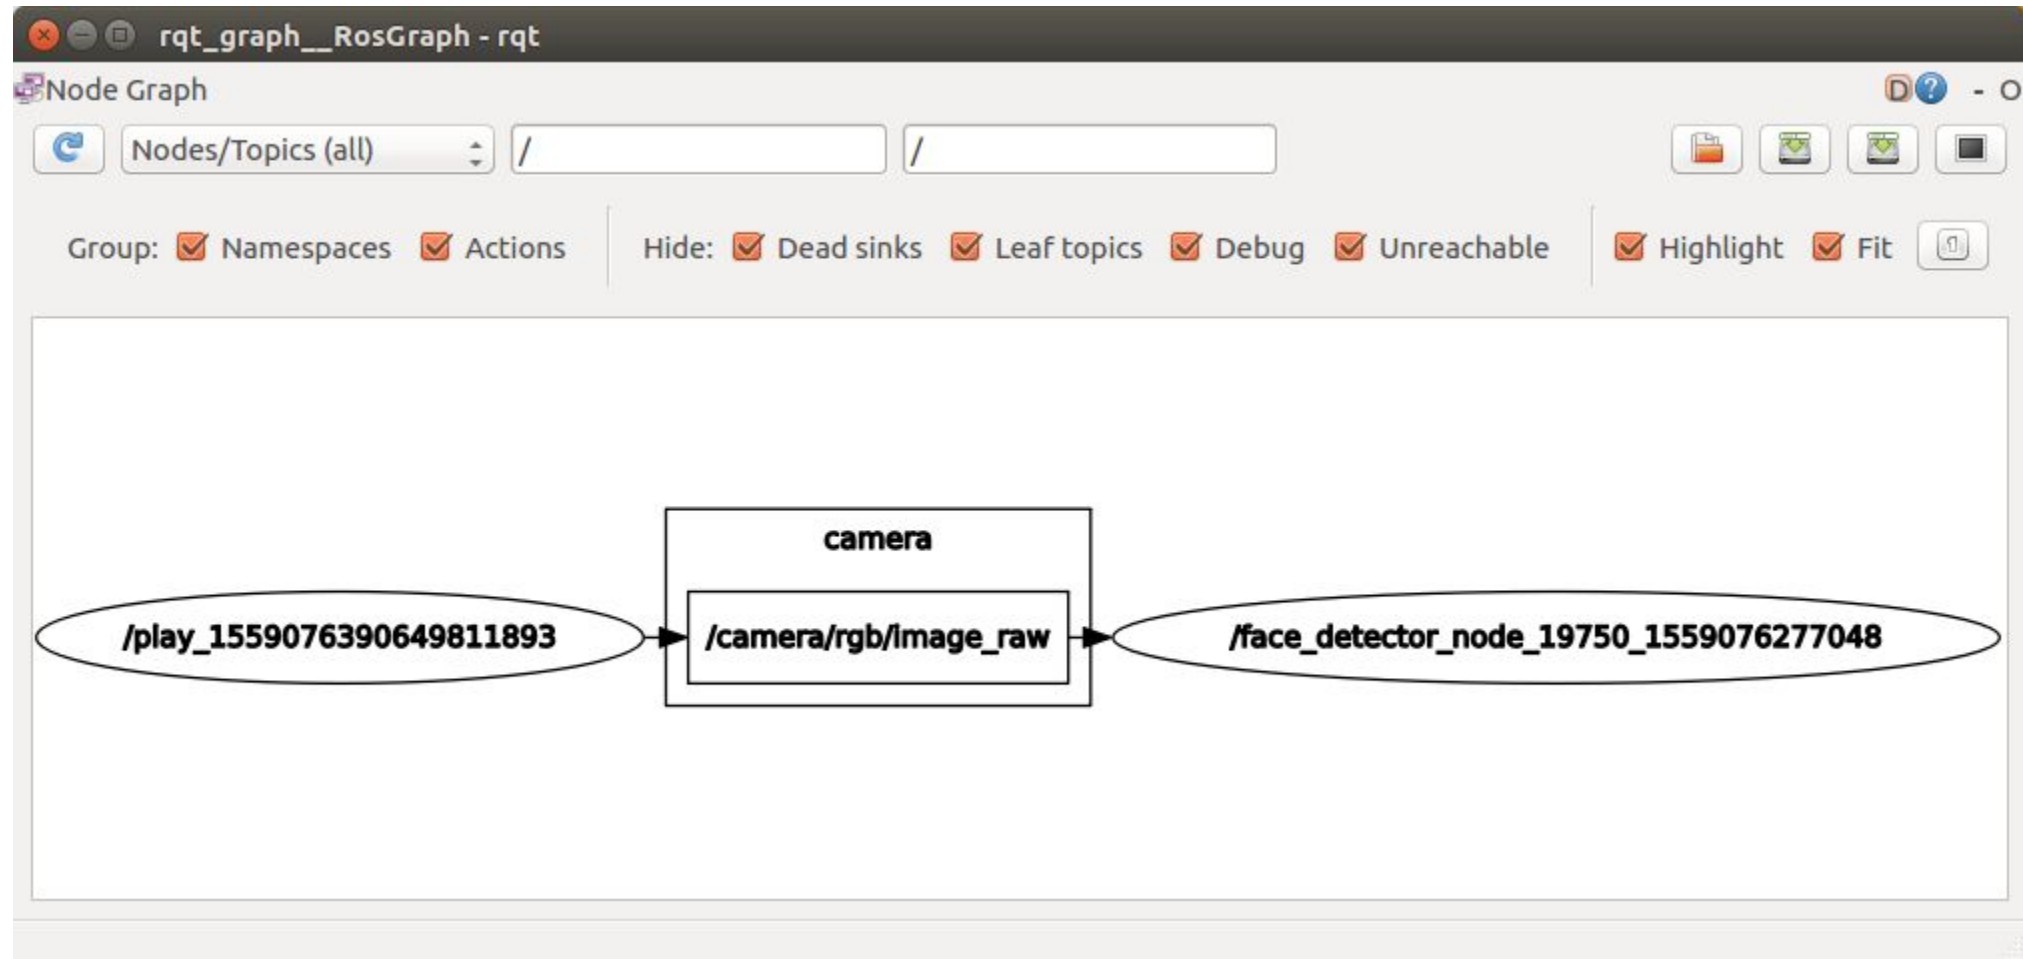 rqt_graph__RosGraph - rqt
Node Graph
D ? - O
Nodes/Topics (all) / /
Group: Namespaces Actions Hide: Dead sinks Leaf topics Debug Unreachable Highlight Fit
camera
/play_1559076390649811893 /camera/rgb/image_raw /face_detector_node_19750_1559076277048